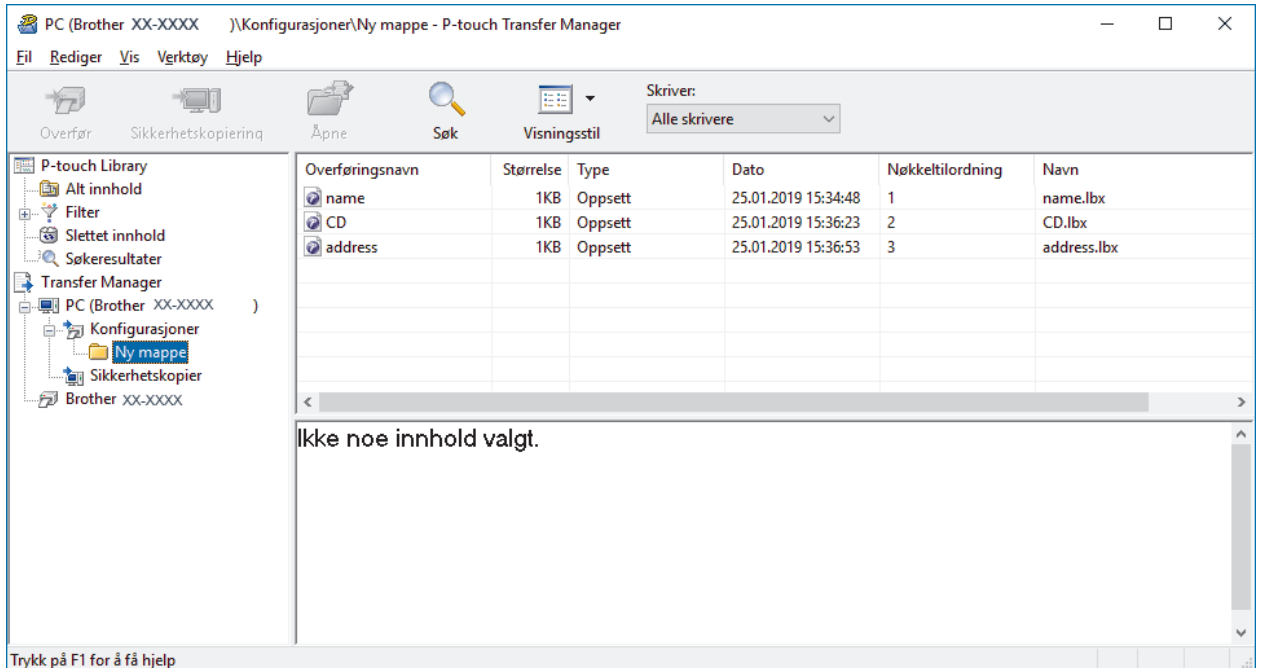 PC (Brother XX-XXXX )\Konfigurasjoner\Ny mappe - P-touch Transfer Manager
Fil Rediger Vis Verktøy Hjelp
Overfør Sikkerhetskopiering Åpne Søk Visningsstil
Skriver:
Alle skrivere
P-touch Library
Alt innhold
Filter
Slettet innhold
Søkeresultater
Transfer Manager
PC (Brother XX-XXXX )
Konfigurasjoner
Ny mappe
Sikkerhetskopier
Brother XX-XXXX
Overføringsnavn Størrelse Type Dato Nøkkeltilordning Navn
name 1KB Oppsett 25.01.2019 15:34:48 1 name.lbx
CD 1KB Oppsett 25.01.2019 15:36:23 2 CD.lbx
address 1KB Oppsett 25.01.2019 15:36:53 3 address.lbx
Ikke noe innhold valgt.
Trykk på F1 for å få hjelp